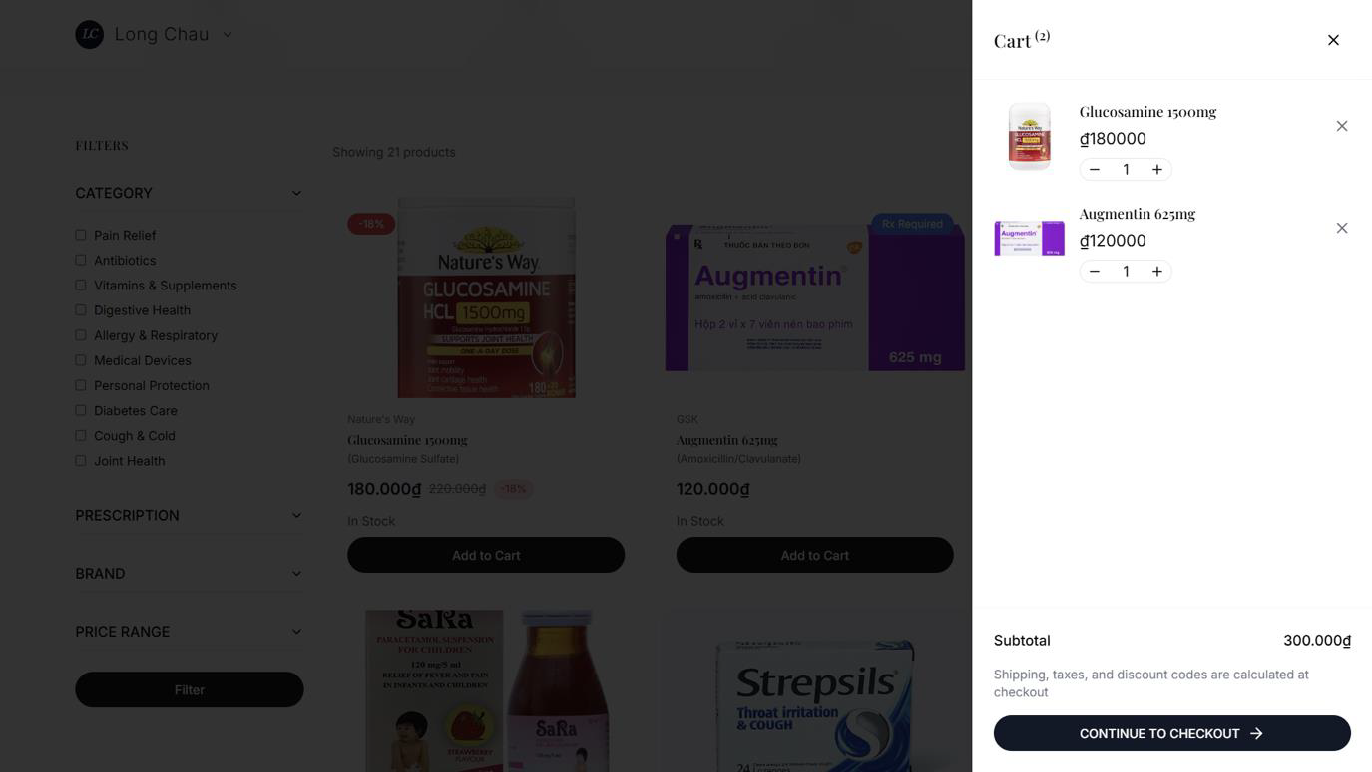 LC Long Chau
Cart (2)
FILTERS
Showing 21 products
CATEGORY
Pain Relief
Antibiotics
Vitamins & Supplements
Digestive Health
Allergy & Respiratory
Medical Devices
Personal Protection
Diabetes Care
Cough & Cold
Joint Health
PRESCRIPTION
BRAND
PRICE RANGE
Filter
-18%
Nature's Way
GLUCOSAMINE
HCL 1500mg
SUPPORTS JOINT HEALTH
ONE-A-DAY DOSE
180
Nature's Way
Glucosamine 1500mg
(Glucosamine Sulfate)
180.000₫ 220.000₫ -18%
In Stock
Add to Cart
Rx Required
THUỐC BÁN THEO ĐƠN
Augmentin
amoxicillin + acid clavulanic
Hộp 2 vỉ x 7 viên nén bao phim
625 mg
GSK
Augmentin 625mg
(Amoxicillin/Clavulanate)
120.000₫
In Stock
Add to Cart
SaRa
PARACETAMOL SUSPENSION
FOR CHILDREN
120 mg/5 ml
RELIEF OF FEVER AND PAIN
IN INFANTS AND CHILDREN
STRAWBERRY
FLAVOUR
SaRa
Strepsils
Throat irritation
& COUGH
24
Glucosamine 1500mg
₫180000
1
Augmentin 625mg
₫120000
1
Augmentin
Subtotal 300.000₫
Shipping, taxes, and discount codes are calculated at
checkout
CONTINUE TO CHECKOUT